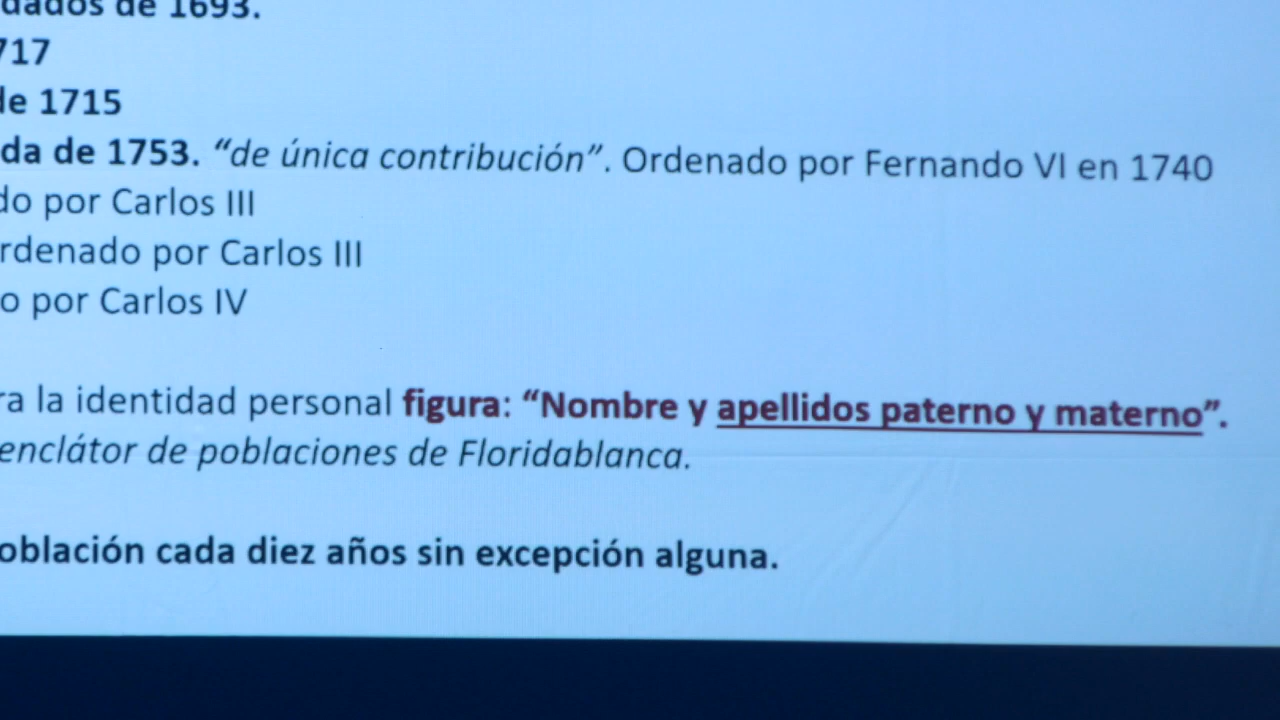 dados de 1693.
717
de 1715
da de 1753. “de única contribución”. Ordenado por Fernando VI en 1740
do por Carlos III
rdenado por Carlos III
o por Carlos IV
ra la identidad personal figura: “Nombre y apellidos paterno y materno”.
enclátor de poblaciones de Floridablanca.
oblación cada diez años sin excepción alguna.